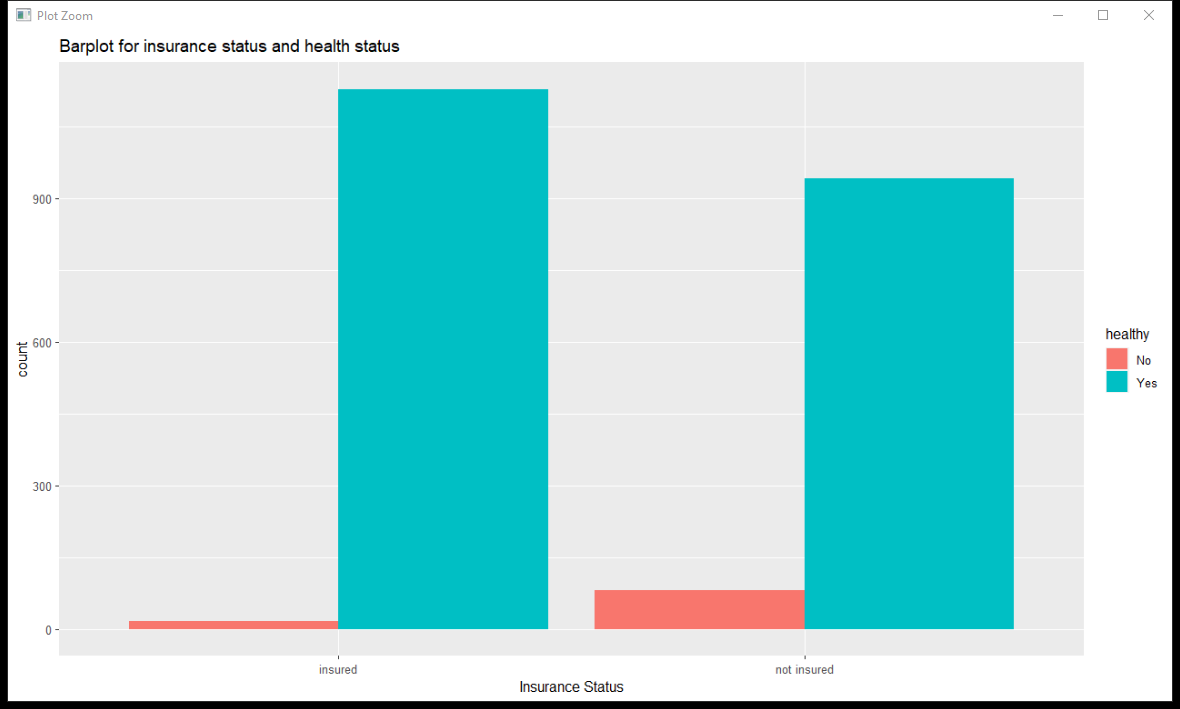 Plot Zoom
Barplot for insurance status and health status
900
600
300
0
count
insured
not insured
Insurance Status
healthy
No
Yes